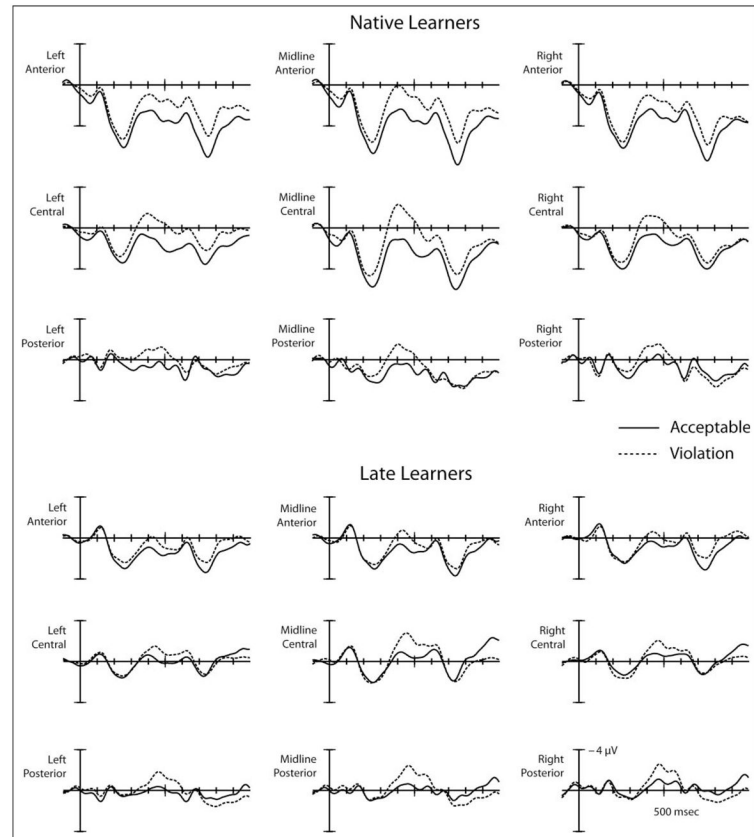 Native Learners
Left
Anterior
Midline
Anterior
Right
Anterior
Left
Central
Midline
Central
Right
Central
Left
Posterior
Midline
Posterior
Right
Posterior
Acceptable
Violation
Late Learners
Left
Anterior
Midline
Anterior
Right
Anterior
Left
Central
Midline
Central
Right
Central
Left
Posterior
Midline
Posterior
Right
Posterior
–4 μV
500 msec